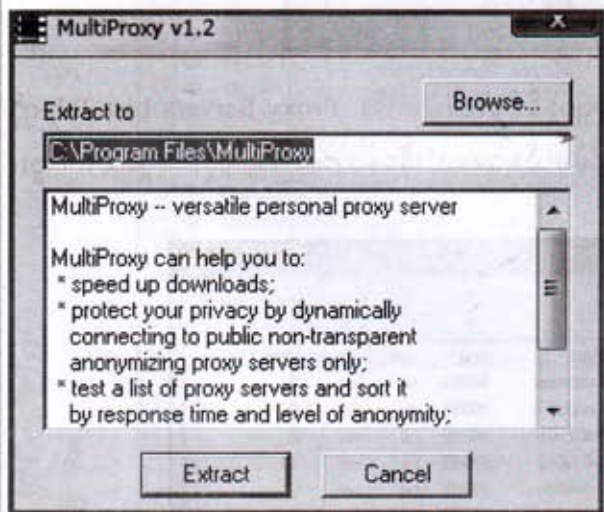 MultiProxy v1.2
Extract to
Browse...
C:\Program Files\MultiProxy
MultiProxy -- versatile personal proxy server
MultiProxy can help you to:
* speed up downloads;
* protect your privacy by dynamically
connecting to public non-transparent
anonymizing proxy servers only;
* test a list of proxy servers and sort it
by response time and level of anonymity;
Extract
Cancel